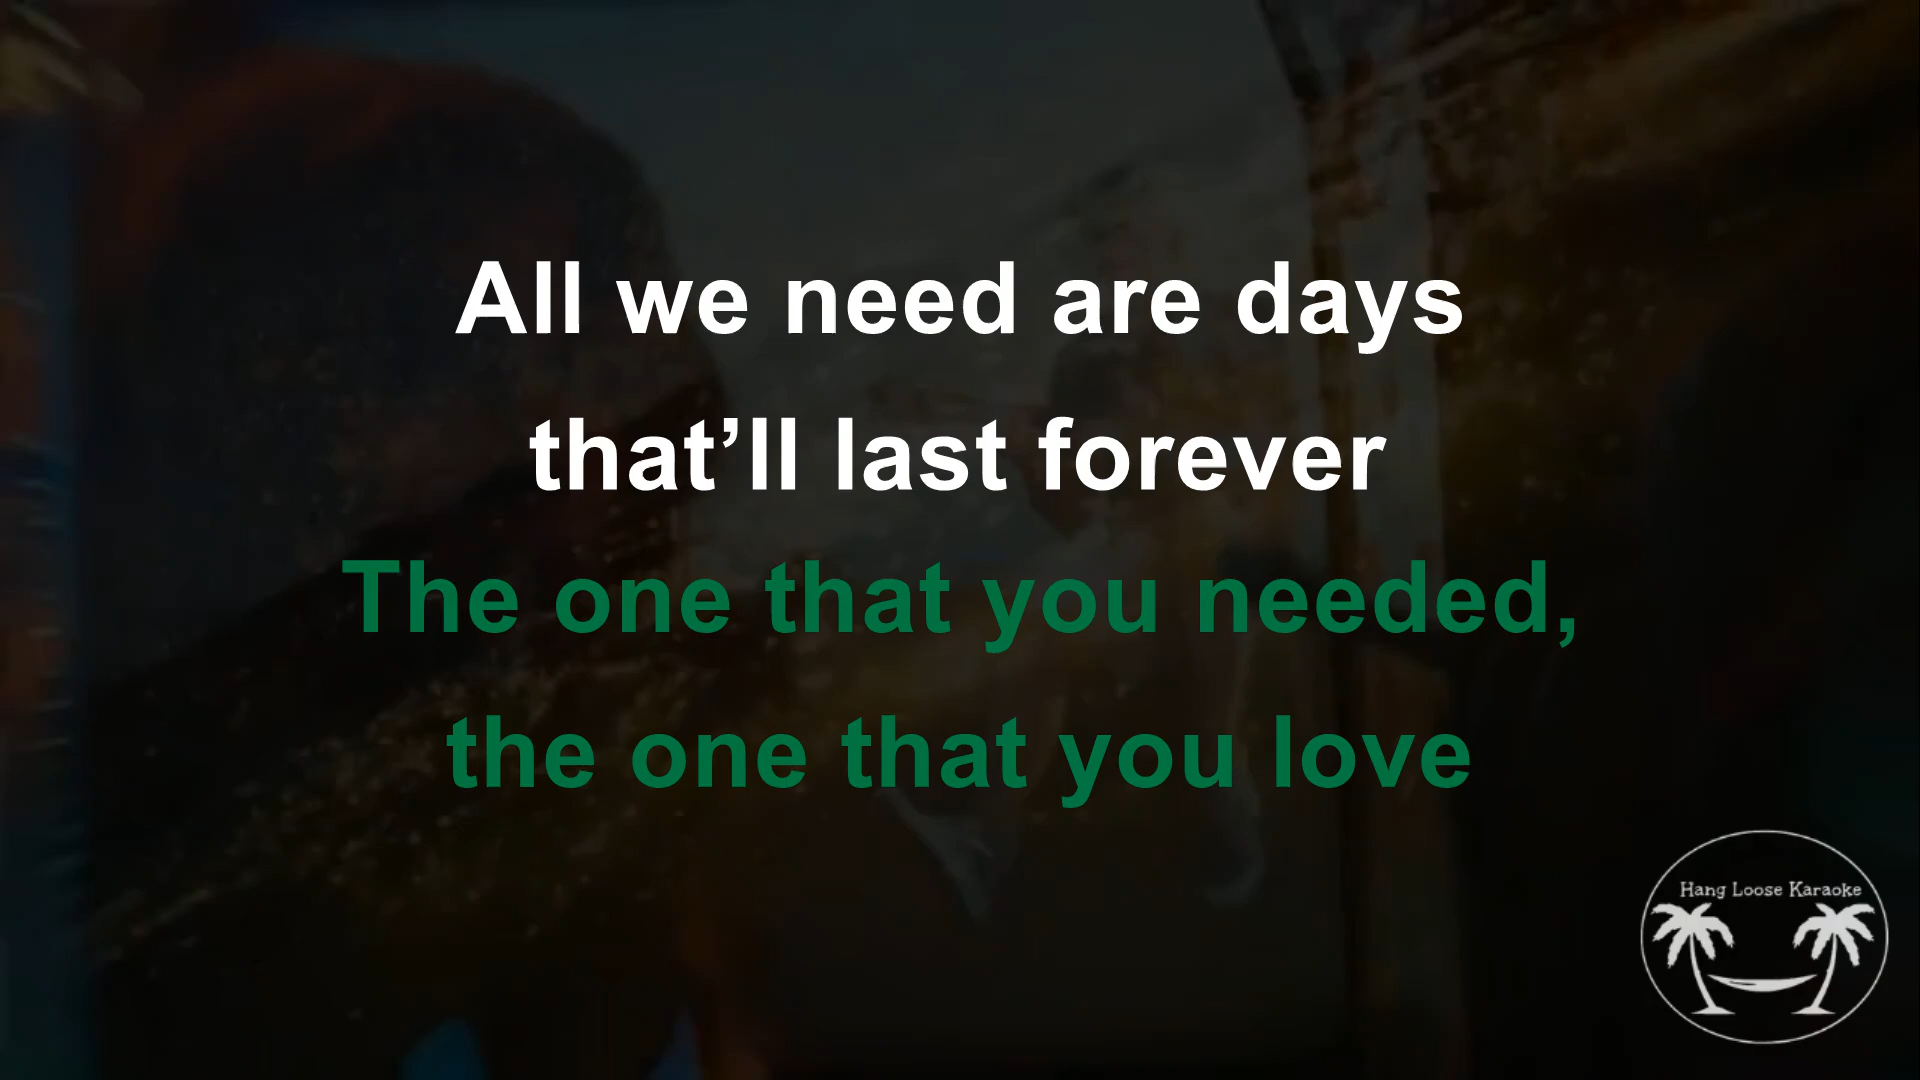 All we need are days
that’ll last forever
The one that you needed,
the one that you love
Hang Loose Karaoke